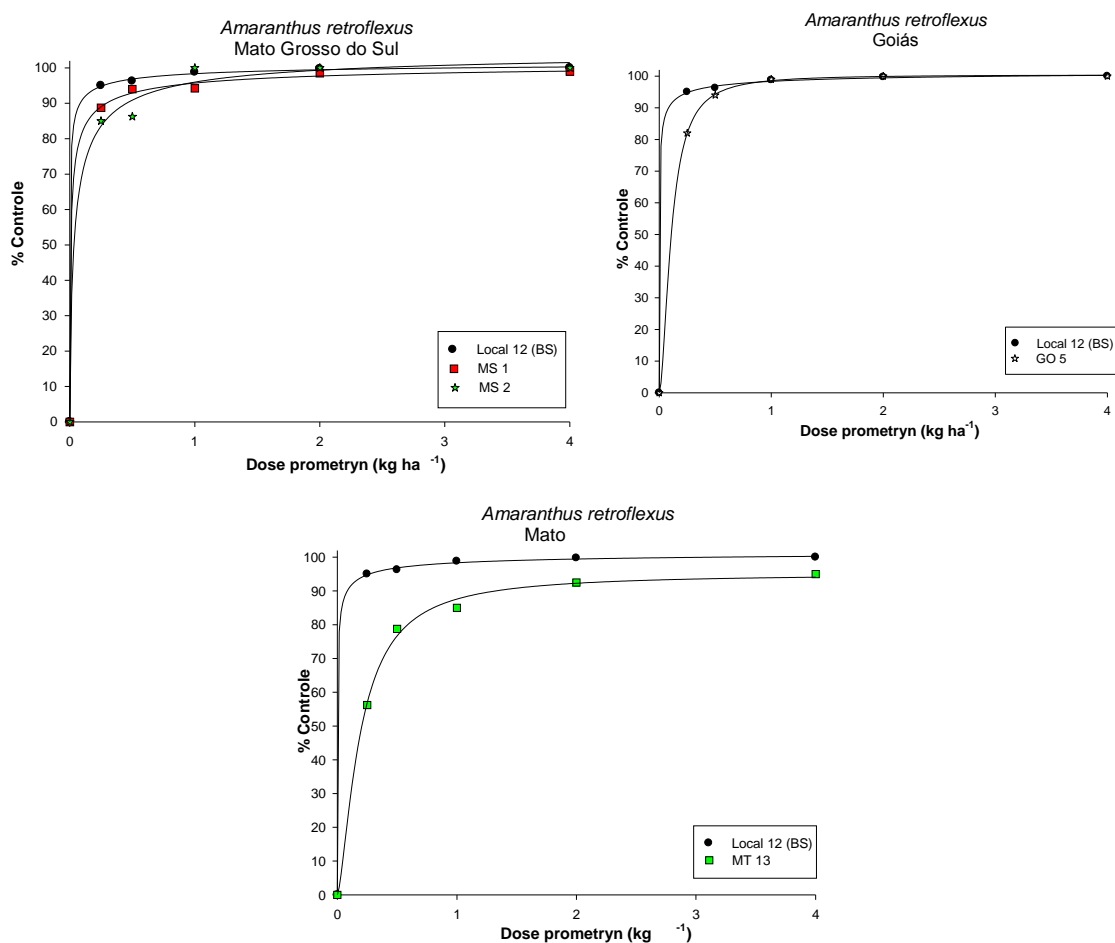 Amaranthus retroflexus
Mato Grosso do Sul
100
90
80
70
60
50
40
30
20
10
0
% Controle
Local 12 (BS)
MS 1
MS 2
0
1
2
3
4
Dose prometryn (kg ha -1)
Amaranthus retroflexus
Goiás
100
90
80
70
60
50
40
30
20
10
0
% Controle
Local 12 (BS)
GO 5
0
1
2
3
4
Dose prometryn (kg ha-1)
Amaranthus retroflexus
Mato
100
90
80
70
60
50
40
30
20
10
0
% Controle
Local 12 (BS)
MT 13
0
1
2
3
4
Dose prometryn (kg -1)